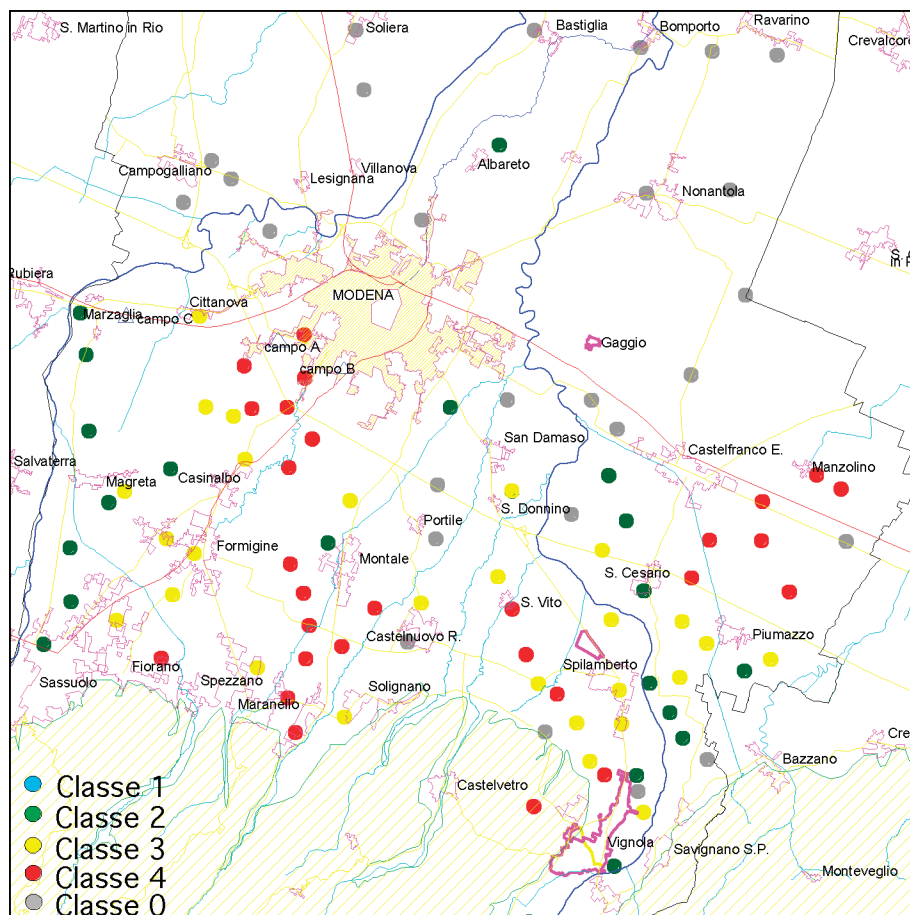 S. Martino in Rio
Soliera
Bastiglia
Bomporto
Ravarino
Crevalcore
Campogalliano
Lesignana
Villanova
Albareto
Nonantola
S.
in P
Rubiera
Cittanova
MODENA
Marzaglia
campo C
campo A
campo B
Gaggio
San Damaso
Castelfranco E.
Manzolino
Salvaterra
Magreta
Casinalbo
S. Donnino
Portile
Formigine
Montale
S. Cesario
S. Vito
Castelnuovo R.
Piumazzo
Spilamberto
Fiorano
Sassuolo
Spezzano
Solignano
Maranello
Cre
Bazzano
Castelvetro
Vignola
Savignano S.P.
Monteveglio
Classe 1
Classe 2
Classe 3
Classe 4
Classe 0